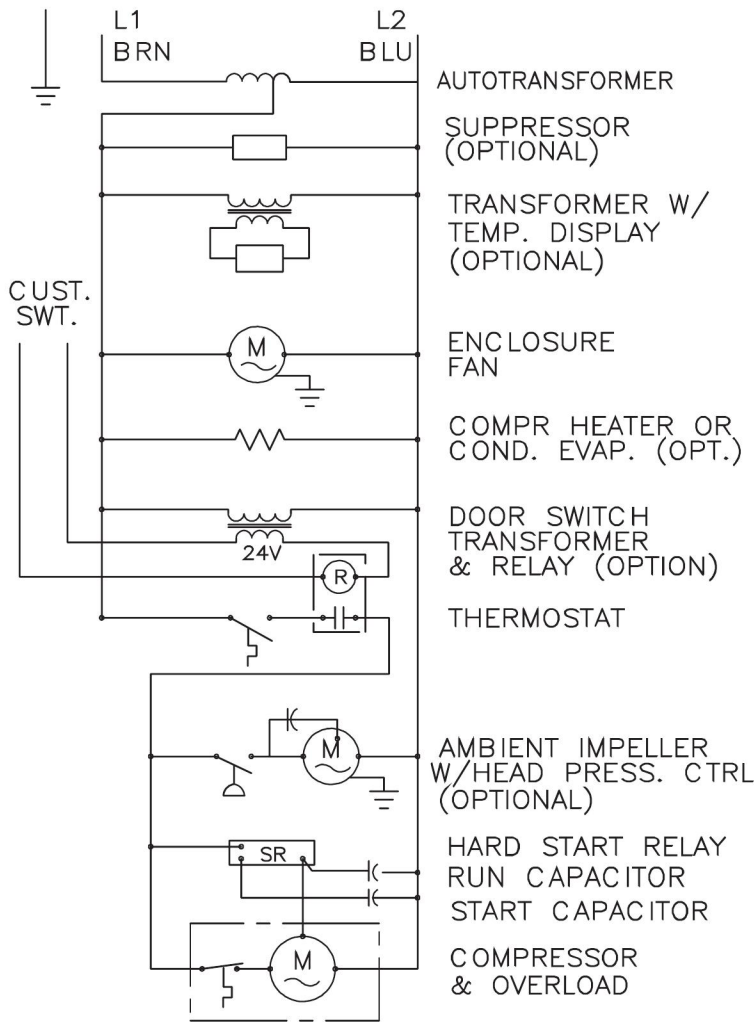 L1
BRN
L2
BLU
AUTOTRANSFORMER
SUPPRESSOR
(OPTIONAL)
TRANSFORMER W/
TEMP. DISPLAY
(OPTIONAL)
CUST.
SWT.
M
ENCLOSURE
FAN
COMPR HEATER OR
COND. EVAP. (OPT.)
24V
DOOR SWITCH
TRANSFORMER
& RELAY (OPTION)
R
THERMOSTAT
M
AMBIENT IMPELLER
W/HEAD PRESS. CTRL
(OPTIONAL)
SR
HARD START RELAY
RUN CAPACITOR
START CAPACITOR
M
COMPRESSOR
& OVERLOAD